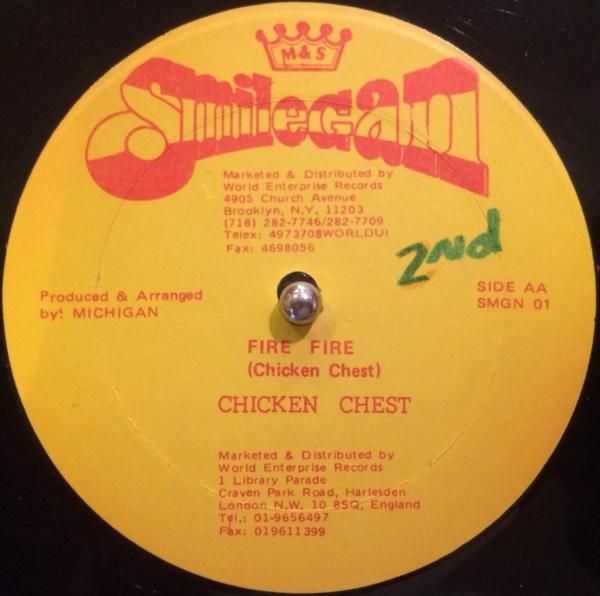 M & S
Smilegan
Marketed & Distributed by
World Enterprise Records
4905 Church Avenue
Brooklyn, N.Y. 11203
(718) 282-7746/282-7709
Telex: 4973708WORLDUI
Fax: 4698056
2nd
Produced & Arranged
by: MICHIGAN
SIDE AA
SMGN 01
FIRE FIRE
(Chicken Chest)
CHICKEN CHEST
Marketed & Distributed by
World Enterprise Records
1 Library Parade
Craven Park Road, Harlesden
London N.W. 10 8SQ, England
Tel,: 01-9656497
Fax: 019611399